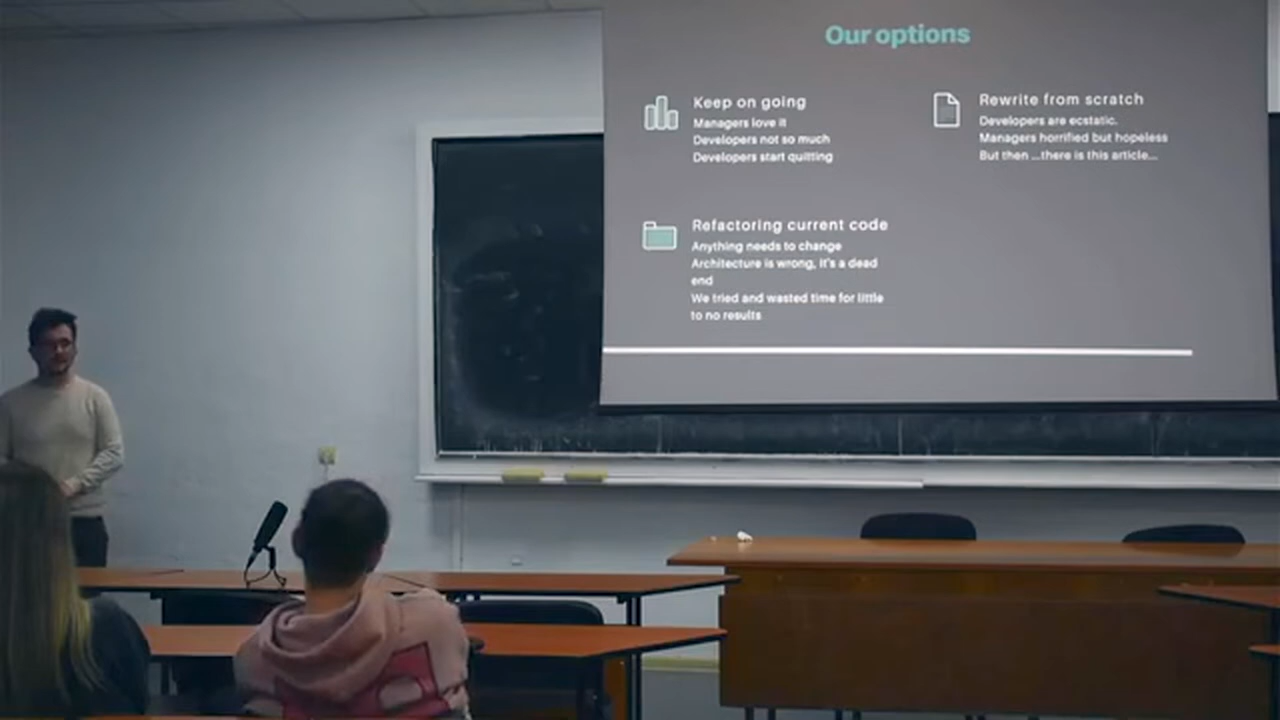 Our options
Keep on going
Managers love it
Developers not so much
Developers start quitting
Rewrite from scratch
Developers are ecstatic.
Managers horrified but hopeless
But then ...there is this article...
Refactoring current code
Anything needs to change
Architecture is wrong, it's a dead
end
We tried and wasted time for little
to no results